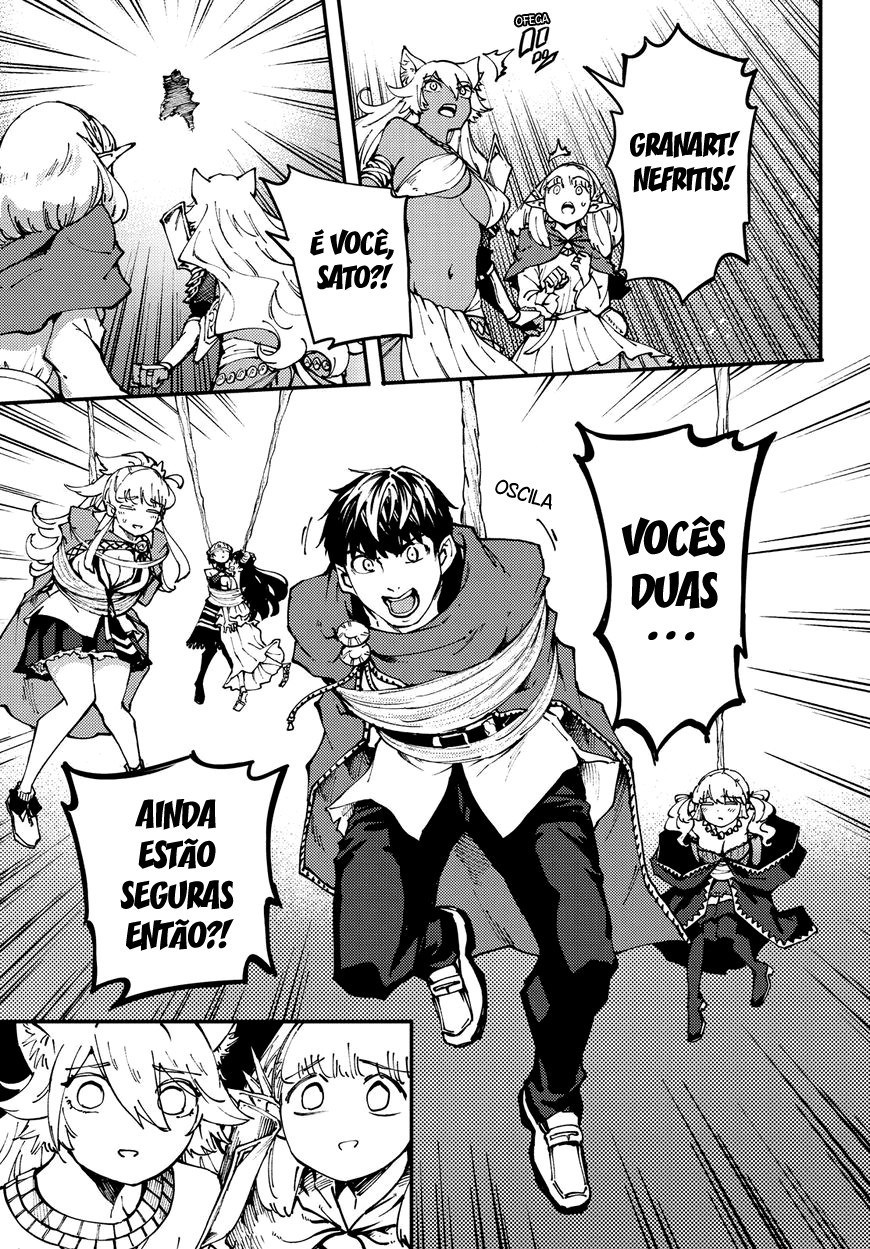 OFEGA
GRANART!
NEFRITIS!
É VOCÊ,
SATO?!
OSCILA
VOCÊS
DUAS
...
AINDA
ESTÃO
SEGURAS
ENTÃO?!